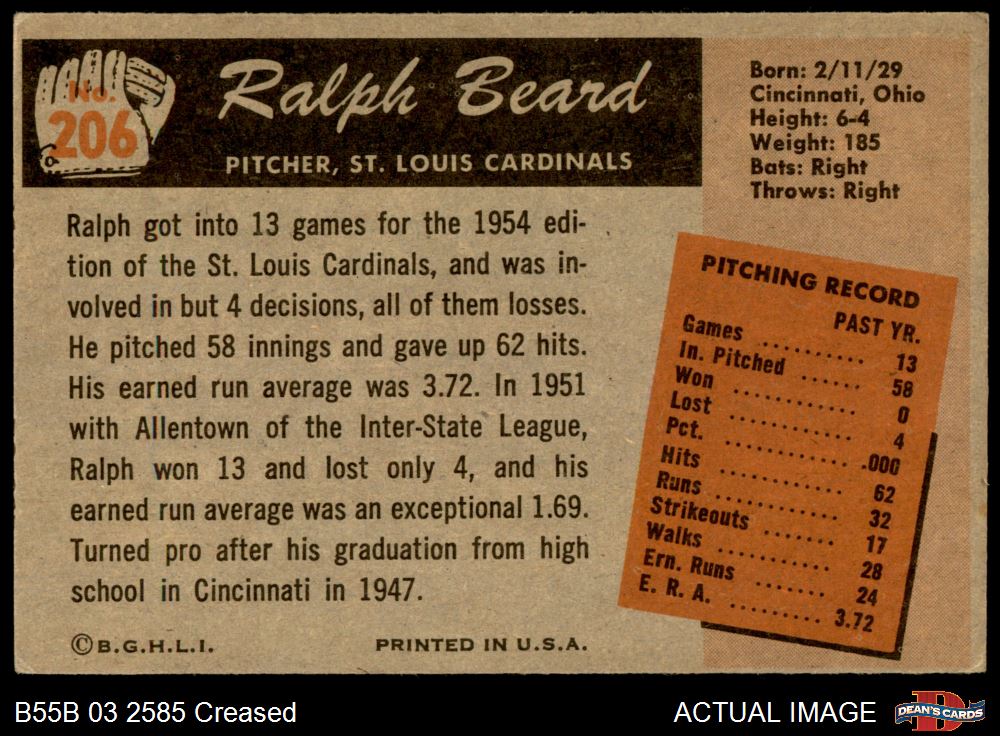 No.
206
Ralph Beard
PITCHER, ST. LOUIS CARDINALS
Born: 2/11/29
Cincinnati, Ohio
Height: 6-4
Weight: 185
Bats: Right
Throws: Right
Ralph got into 13 games for the 1954 edi-
tion of the St. Louis Cardinals, and was in-
volved in but 4 decisions, all of them losses.
He pitched 58 innings and gave up 62 hits.
His earned run average was 3.72. In 1951
with Allentown of the Inter-State League,
Ralph won 13 and lost only 4, and his
earned run average was an exceptional 1.69.
Turned pro after his graduation from high
school in Cincinnati in 1947.
PITCHING RECORD
PAST YR.
Games .......... 13
In. Pitched ...... 58
Won ............ 0
Lost ............ 4
Pct. ............ .000
Hits ............ 62
Runs ........... 32
Strikeouts ....... 17
Walks .......... 28
Ern. Runs ....... 24
E. R. A. ......... 3.72
©B.G.H.L.I.
PRINTED IN U.S.A.
B55B 03 2585 Creased
ACTUAL IMAGE
D
DEAN'S CARDS